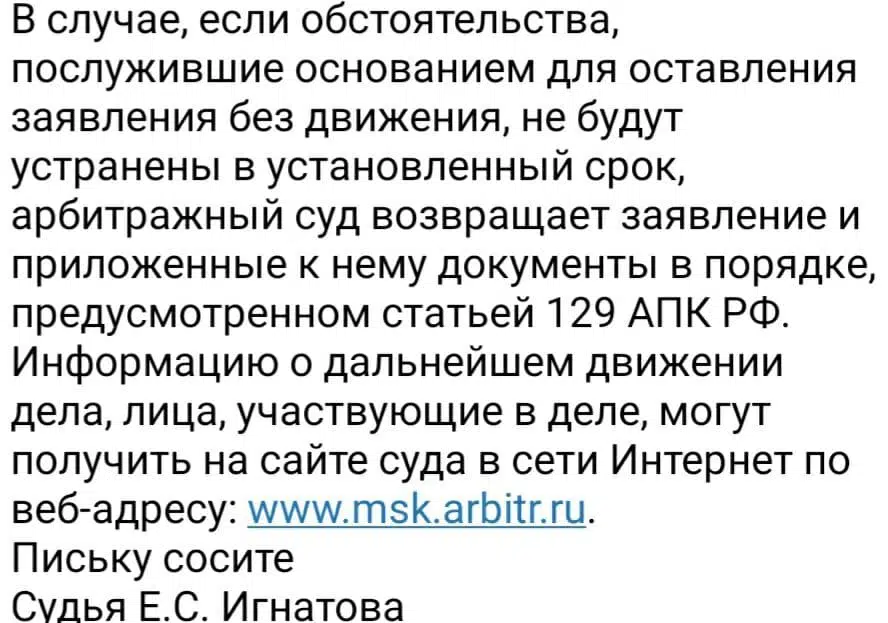 В случае, если обстоятельства,
послужившие основанием для оставления
заявления без движения, не будут
устранены в установленный срок,
арбитражный суд возвращает заявление и
приложенные к нему документы в порядке,
предусмотренном статьей 129 АПК РФ.
Информацию о дальнейшем движении
дела, лица, участвующие в деле, могут
получить на сайте суда в сети Интернет по
веб-адресу: www.msk.arbitr.ru.
Письку сосите
Судья Е.С. Игнатова